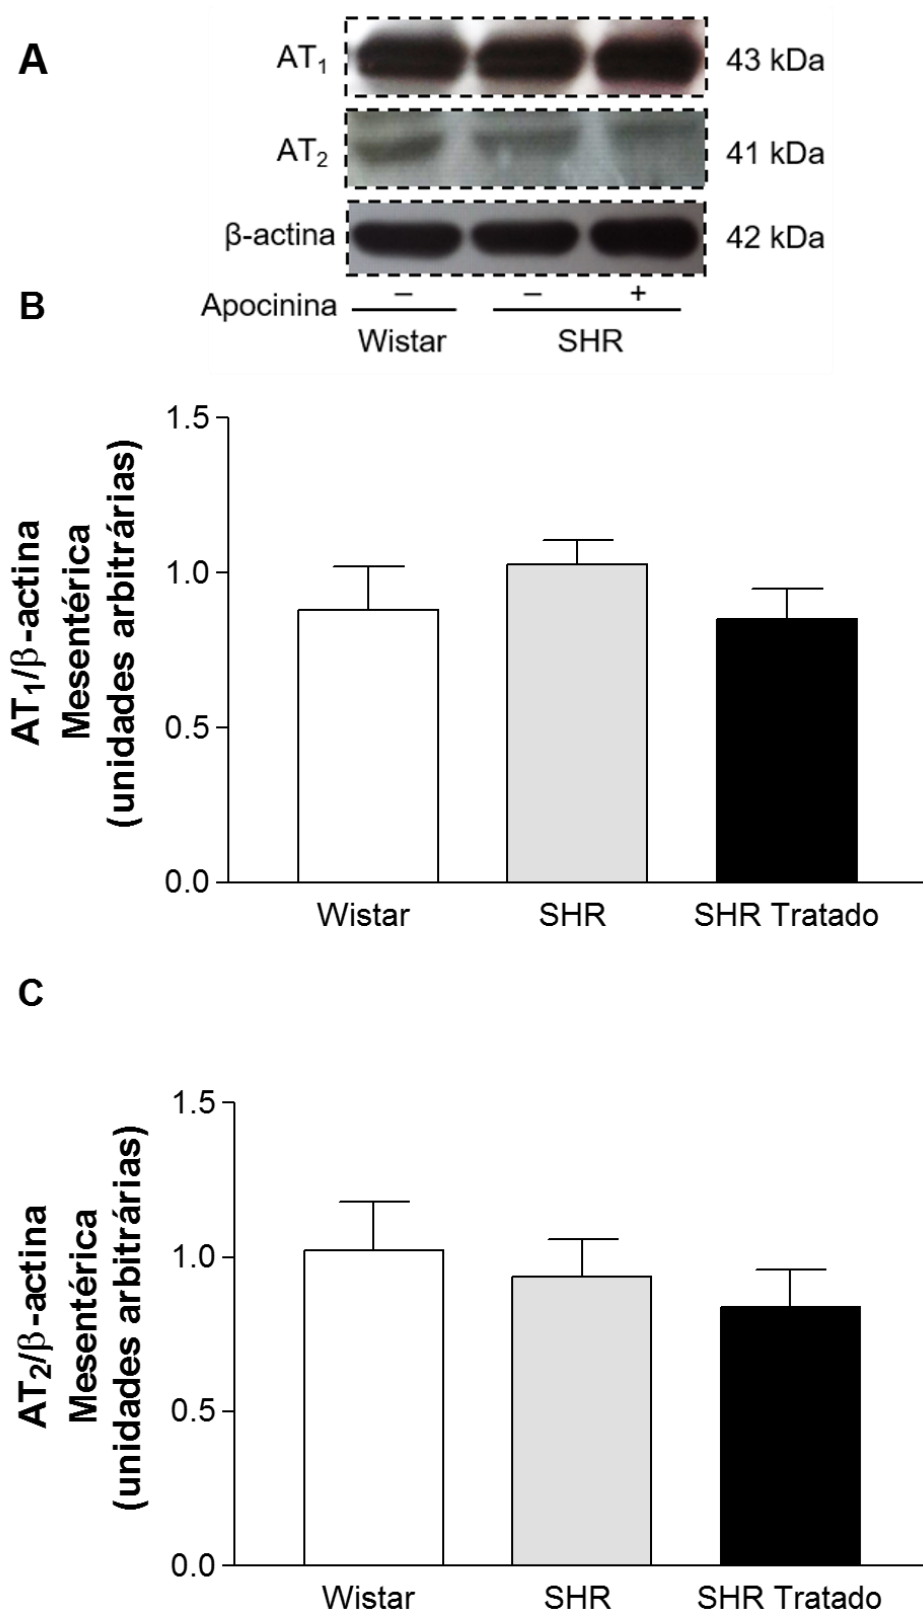 A
AT₁ 43 kDa
AT₂ 41 kDa
β-actina 42 kDa
Apocinina – – +
Wistar SHR
B
AT₁/β-actina
Mesentérica
(unidades arbitrárias)
1.5
1.0
0.5
0.0
Wistar SHR SHR Tratado
C
AT₂/β-actina
Mesentérica
(unidades arbitrárias)
1.5
1.0
0.5
0.0
Wistar SHR SHR Tratado